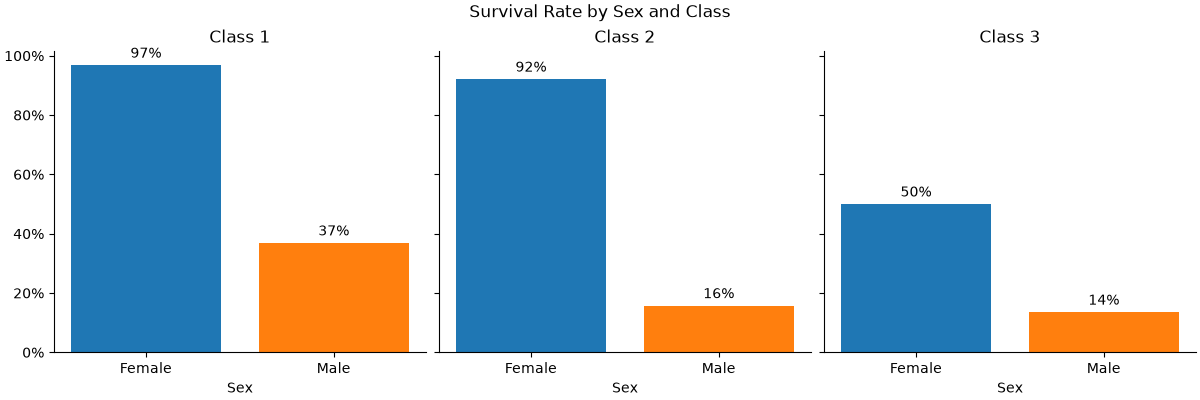 Survival Rate by Sex and Class
Class 1
Class 2
Class 3
100%
80%
60%
40%
20%
0%
97%
37%
92%
16%
50%
14%
Female
Male
Female
Male
Female
Male
Sex
Sex
Sex